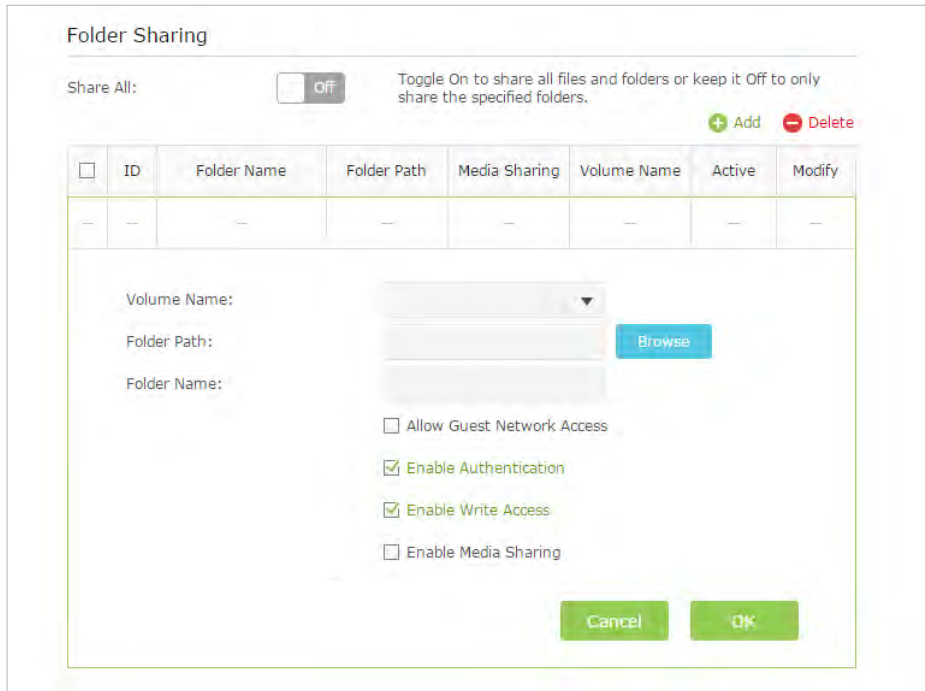 Folder Sharing
Share All:
Off
Toggle On to share all files and folders or keep it Off to only
share the specified folders.
Add Delete
ID Folder Name Folder Path Media Sharing Volume Name Active Modify
-- -- -- -- -- -- -- --
Volume Name:
Folder Path:
Browse
Folder Name:
Allow Guest Network Access
Enable Authentication
Enable Write Access
Enable Media Sharing
Cancel OK